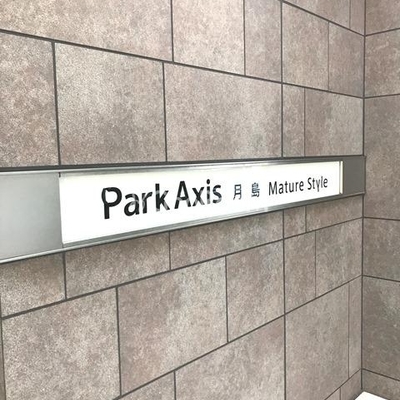 Park Axis 月島 Mature Style